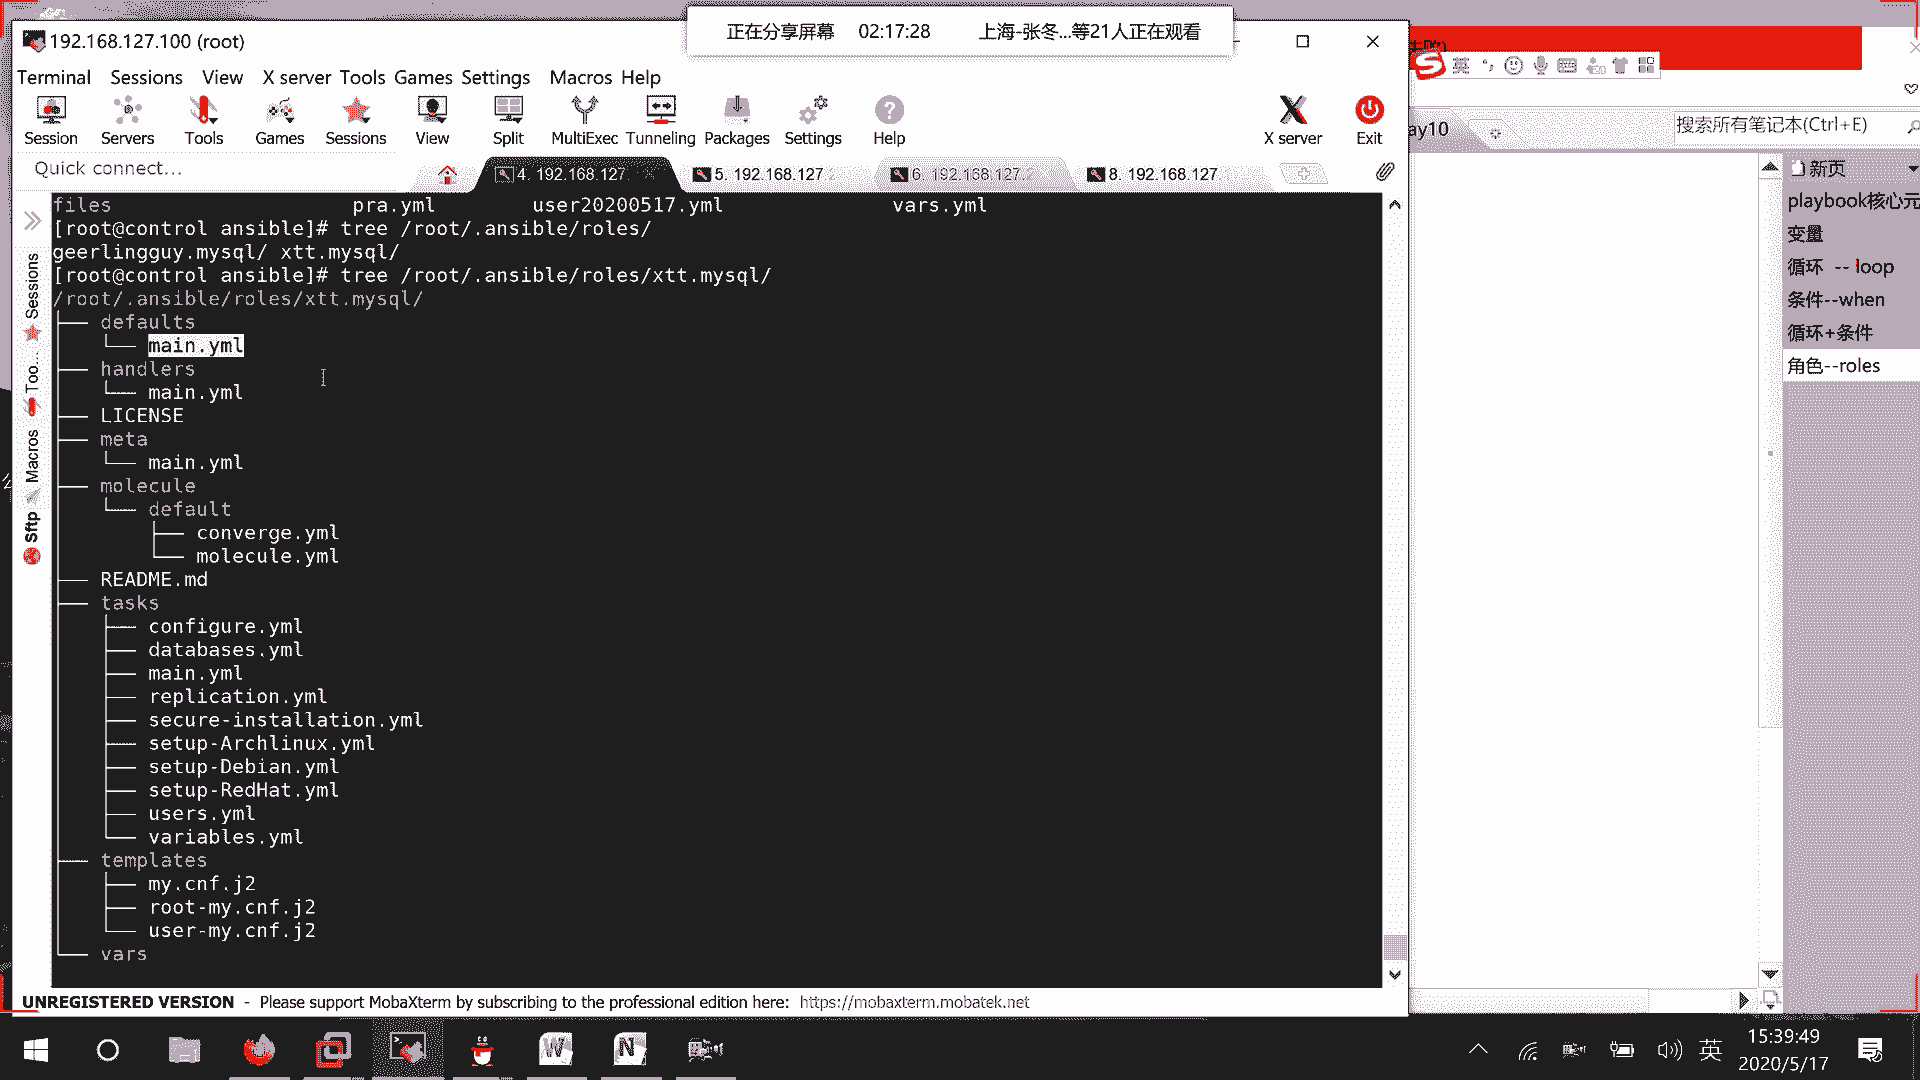 正在分享屏幕 02:17:28 上海-张冬...等21人正在观看
192.168.127.100 (root)
Terminal Sessions View X server Tools Games Settings Macros Help
Session Servers Tools Games Sessions View Split MultiExec Tunneling Packages Settings Help X server Exit
Quick connect...
4. 192.168.127. 5. 192.168.127.2 6. 192.168.127.2 8. 192.168.127.
files pra.yml user20200517.yml vars.yml
[root@control ansible]# tree /root/.ansible/roles/
geerlingguy.mysql/ xtt.mysql/
[root@control ansible]# tree /root/.ansible/roles/xtt.mysql/
/root/.ansible/roles/xtt.mysql/
├── defaults
│   └── main.yml
├── handlers
│   └── main.yml
├── LICENSE
├── meta
│   └── main.yml
├── molecule
│   └── default
│       ├── converge.yml
│       └── molecule.yml
├── README.md
├── tasks
│   ├── configure.yml
│   ├── databases.yml
│   ├── main.yml
│   ├── replication.yml
│   ├── secure-installation.yml
│   ├── setup-Archlinux.yml
│   ├── setup-Debian.yml
│   ├── setup-RedHat.yml
│   ├── users.yml
│   └── variables.yml
├── templates
│   ├── my.cnf.j2
│   ├── root-my.cnf.j2
│   └── user-my.cnf.j2
└── vars
Sessions
Too...
Macros
Sftp
UNREGISTERED VERSION - Please support MobaXterm by subscribing to the professional edition here: https://mobaxterm.mobatek.net
英
ay10
搜索所有笔记本(Ctrl+E)
新页
playbook核心元
变量
循环 -- loop
条件--when
循环+条件
角色--roles
英
15:39:49
2020/5/17